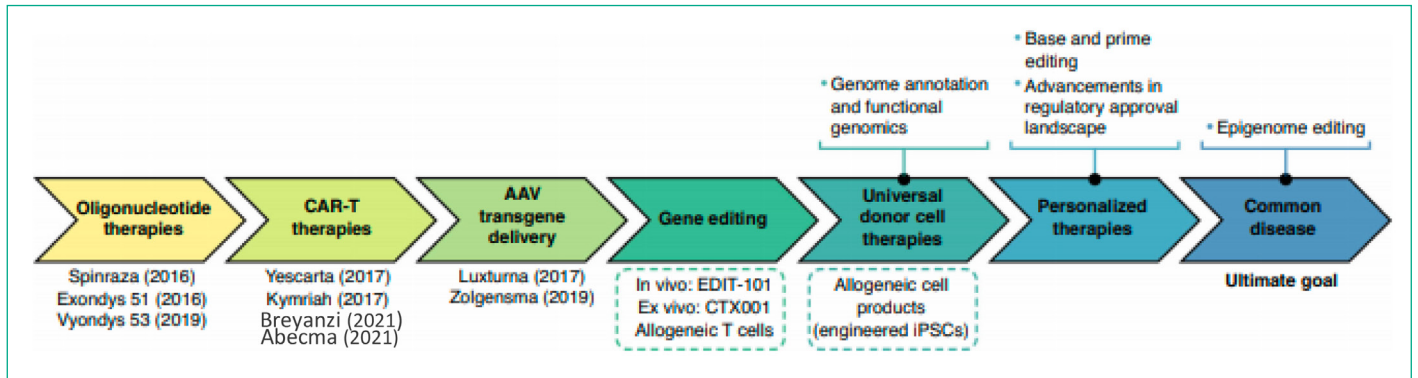 • Base and prime
editing
• Advancements in
regulatory approval
landscape
• Genome annotation
and functional
genomics
• Epigenome editing
Oligonucleotide
therapies
CAR-T
therapies
AAV
transgene
delivery
Gene editing
Universal
donor cell
therapies
Personalized
therapies
Common
disease
Spinraza (2016)
Exondys 51 (2016)
Vyondys 53 (2019)
Yescarta (2017)
Kymriah (2017)
Breyanzi (2021)
Abecma (2021)
Luxturna (2017)
Zolgensma (2019)
In vivo: EDIT-101
Ex vivo: CTX001
Allogeneic T cells
Allogeneic cell
products
(engineered iPSCs)
Ultimate goal